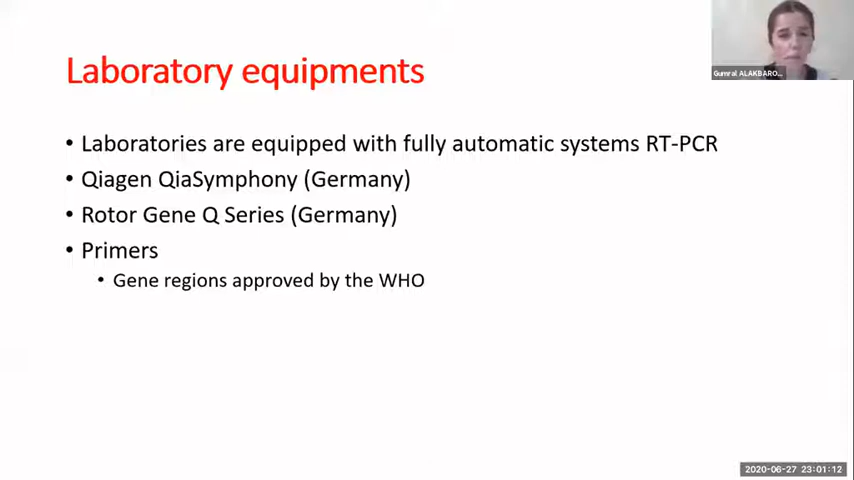 Gumral ALAKBARO...
Laboratory equipments
• Laboratories are equipped with fully automatic systems RT-PCR
• Qiagen QiaSymphony (Germany)
• Rotor Gene Q Series (Germany)
• Primers
• Gene regions approved by the WHO
2020-06-27 23:01:12